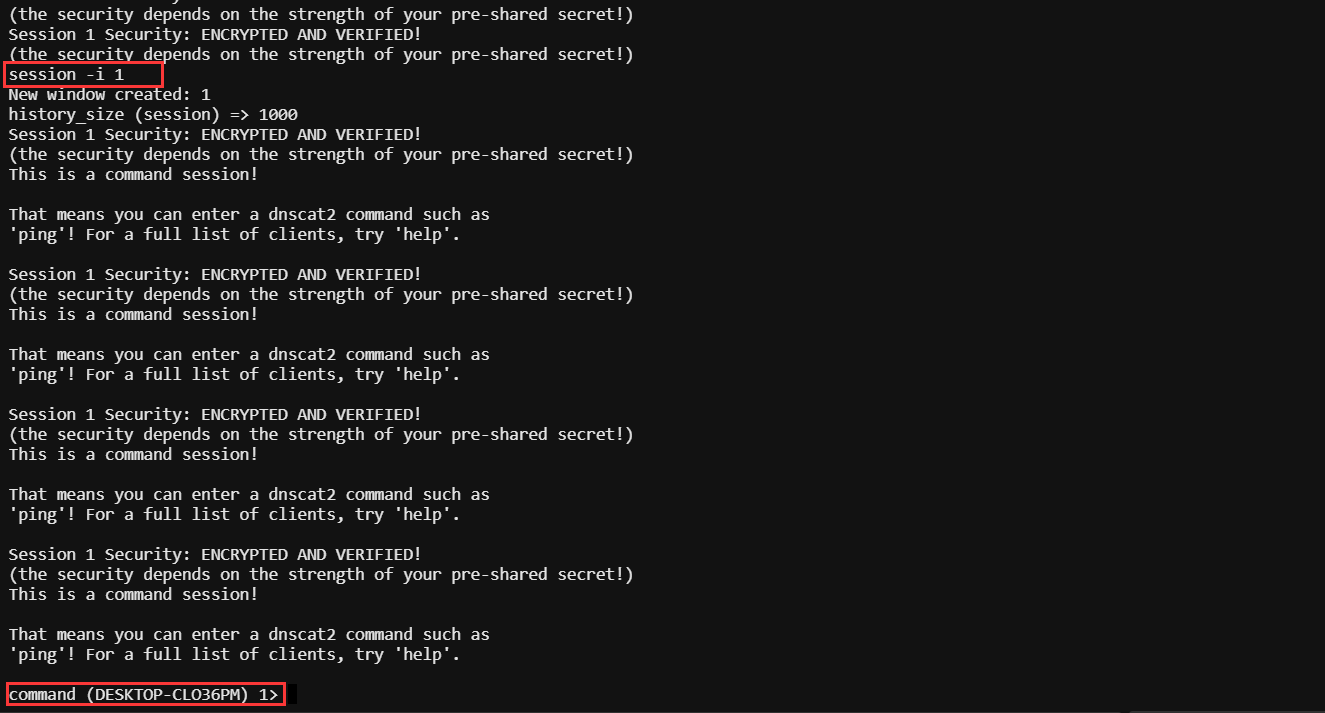 (the security depends on the strength of your pre-shared secret!)
Session 1 Security: ENCRYPTED AND VERIFIED!
(the security depends on the strength of your pre-shared secret!)
session -i 1
New window created: 1
history_size (session) => 1000
Session 1 Security: ENCRYPTED AND VERIFIED!
(the security depends on the strength of your pre-shared secret!)
This is a command session!

That means you can enter a dnscat2 command such as
'ping'! For a full list of clients, try 'help'.

Session 1 Security: ENCRYPTED AND VERIFIED!
(the security depends on the strength of your pre-shared secret!)
This is a command session!

That means you can enter a dnscat2 command such as
'ping'! For a full list of clients, try 'help'.

Session 1 Security: ENCRYPTED AND VERIFIED!
(the security depends on the strength of your pre-shared secret!)
This is a command session!

That means you can enter a dnscat2 command such as
'ping'! For a full list of clients, try 'help'.

Session 1 Security: ENCRYPTED AND VERIFIED!
(the security depends on the strength of your pre-shared secret!)
This is a command session!

That means you can enter a dnscat2 command such as
'ping'! For a full list of clients, try 'help'.

command (DESKTOP-CLO36PM) 1>